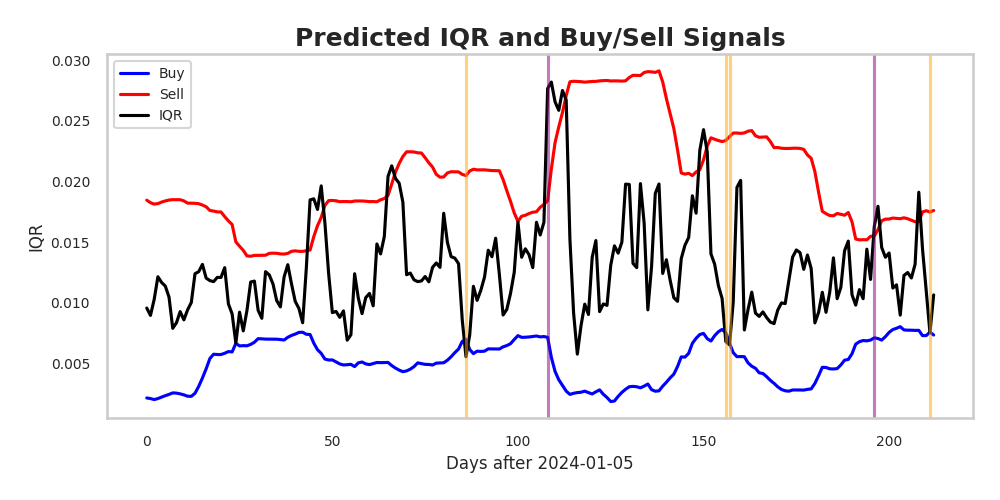 Predicted IQR and Buy/Sell Signals
Buy
Sell
IQR
0.030
0.025
0.020
0.015
0.010
0.005
IQR
0
50
100
150
200
Days after 2024-01-05